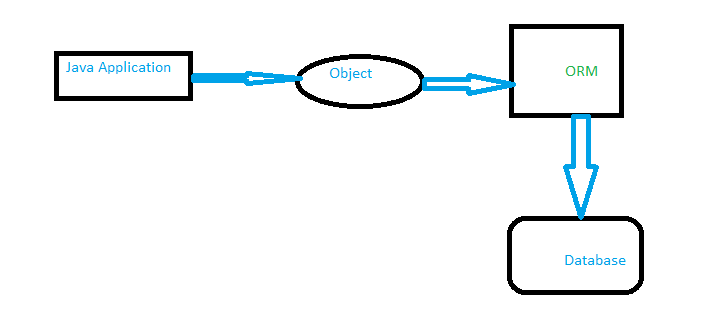 Java Application
Object
ORM
Database